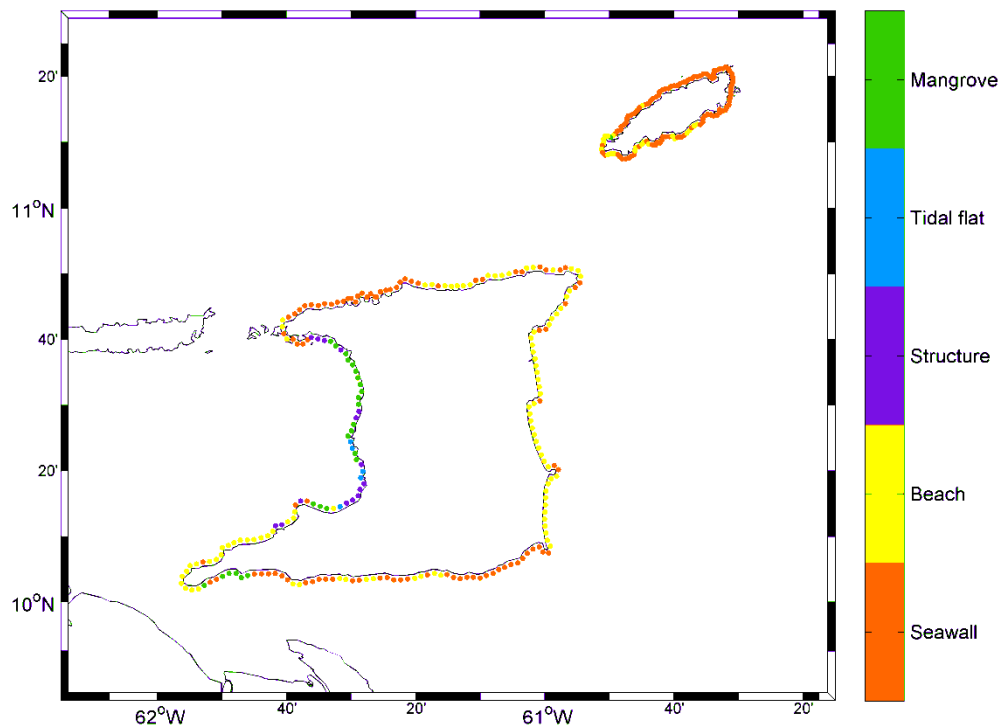 20'
11°N
40'
20'
10°N
62°W
40'
20'
61°W
40'
20'
Mangrove
Tidal flat
Structure
Beach
Seawall